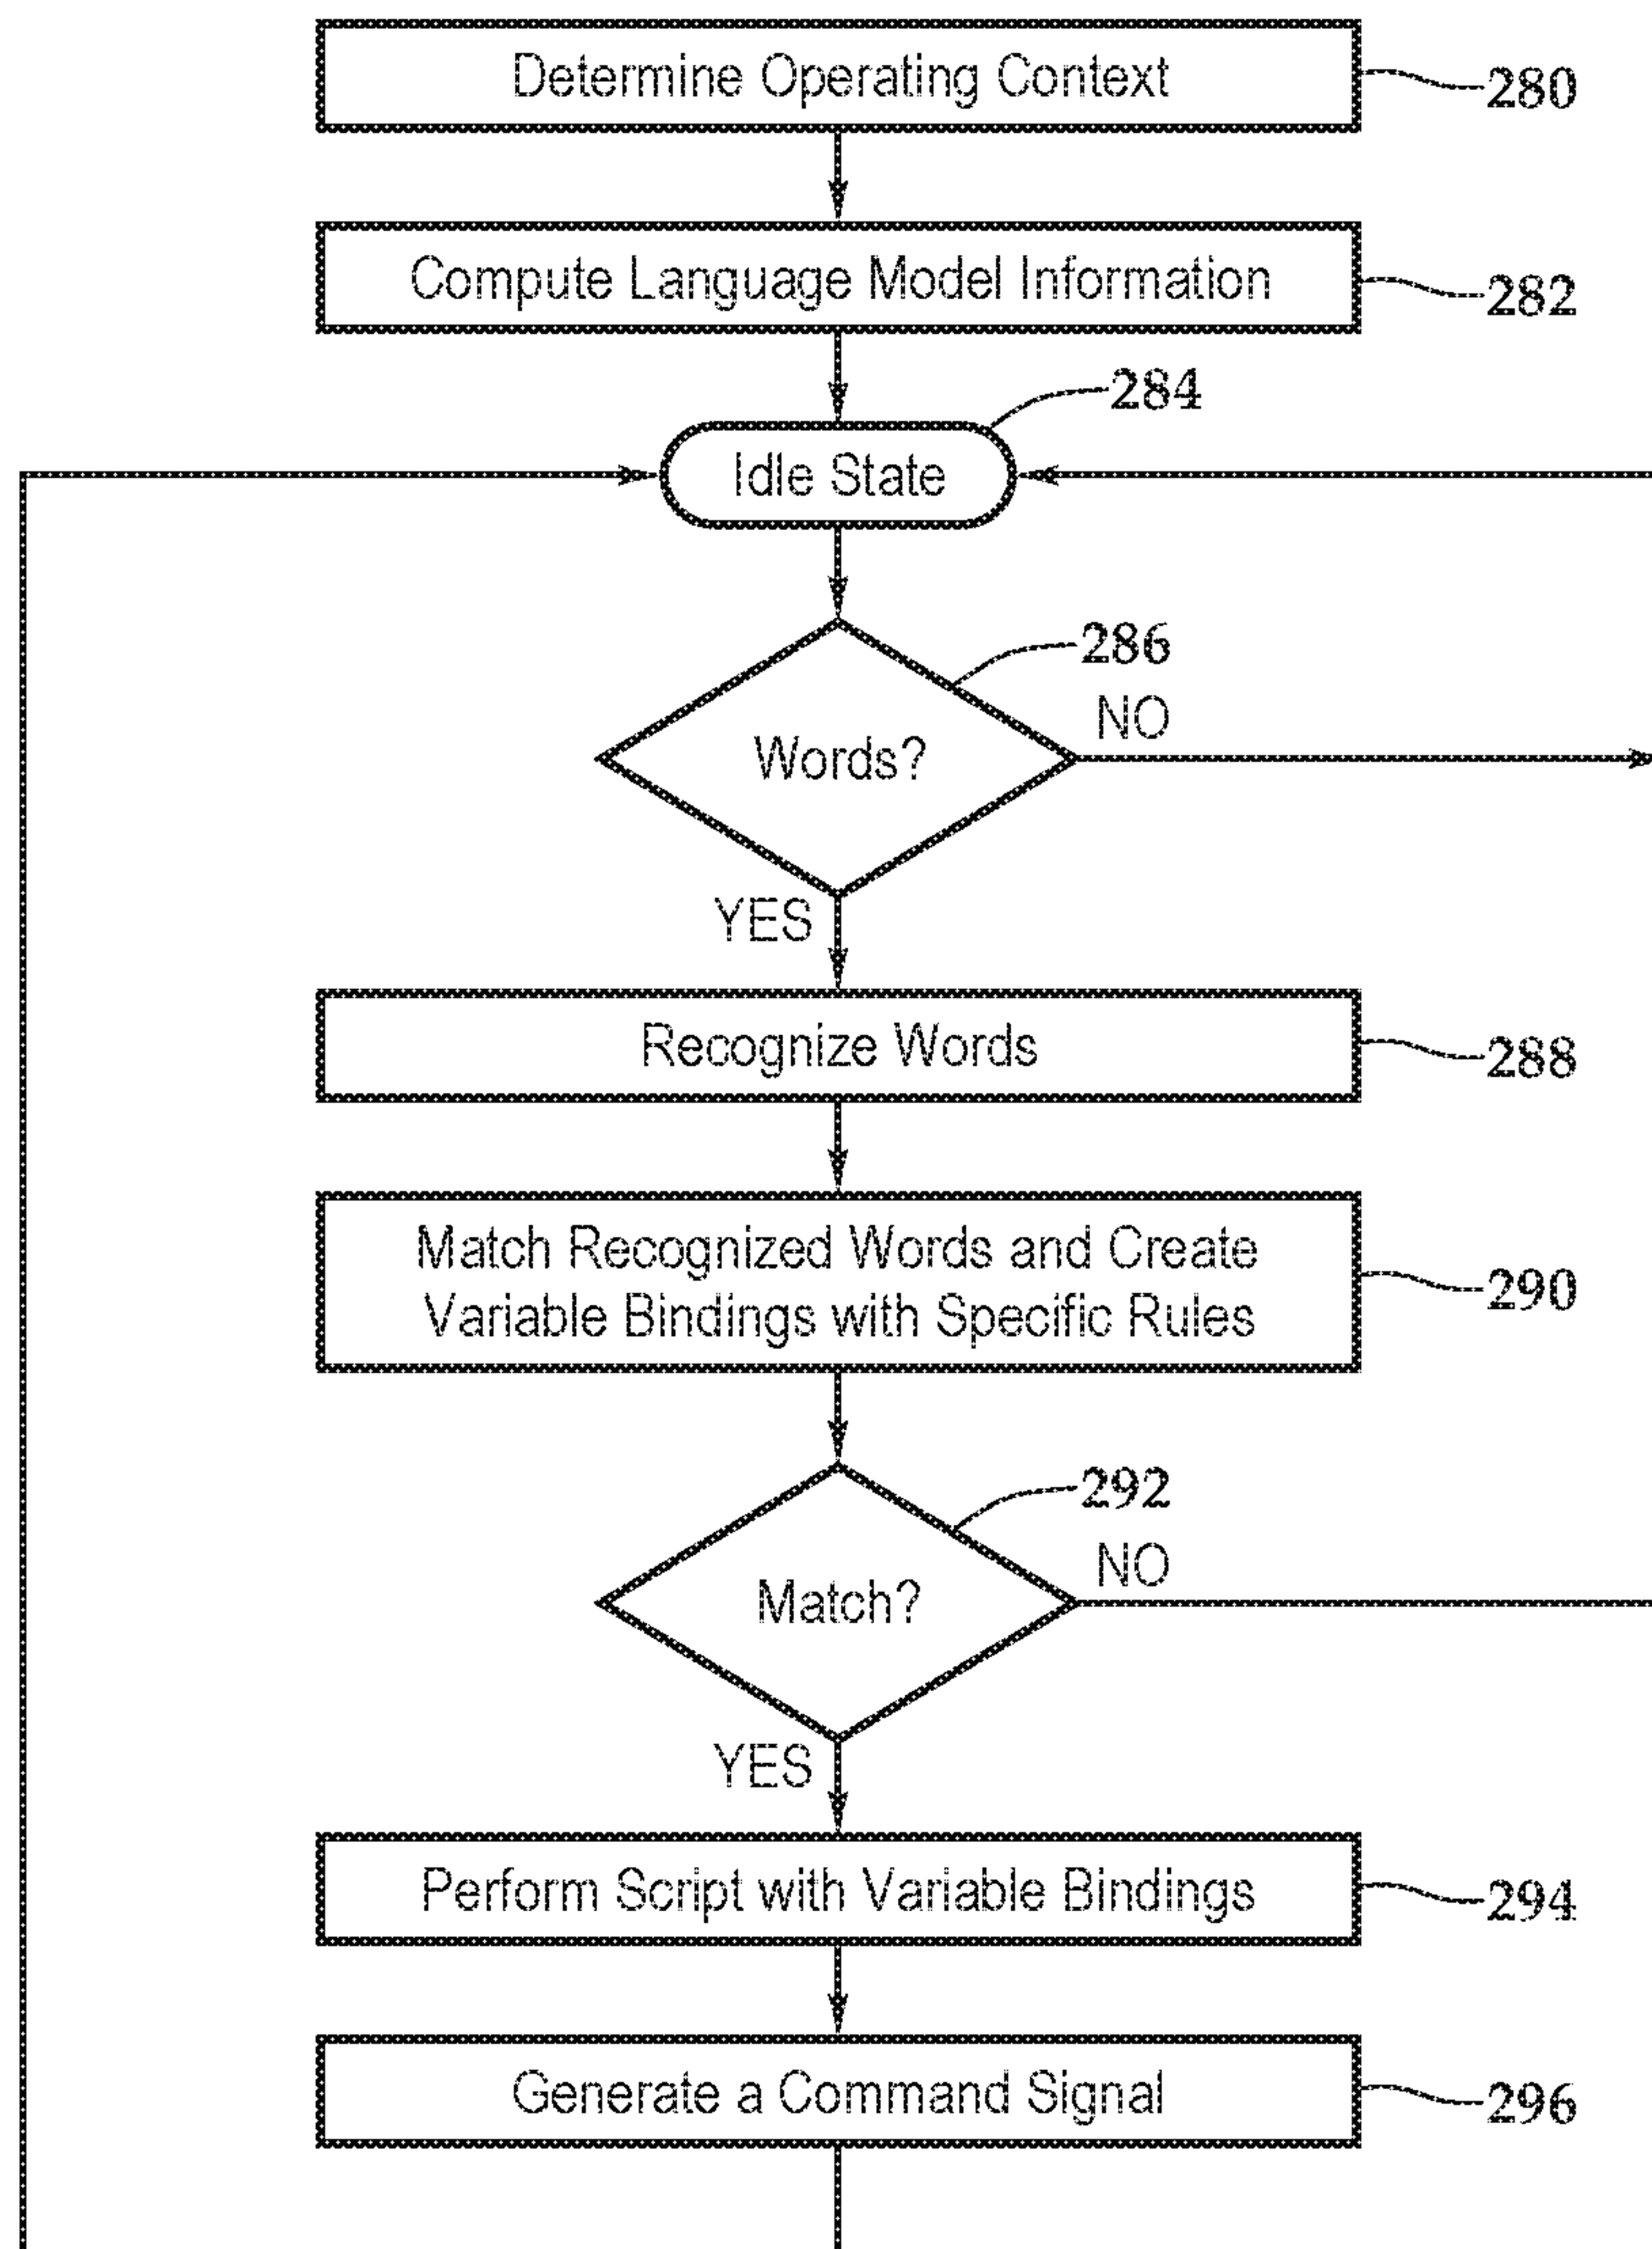 Determine Operating Context
280
Compute Language Model Information
282
284
Idle State
286
NO
Words?
YES
Recognize Words
288
Match Recognized Words and Create
Variable Bindings with Specific Rules
290
292
NO
Match?
YES
Perform Script with Variable Bindings
294
Generate a Command Signal
296